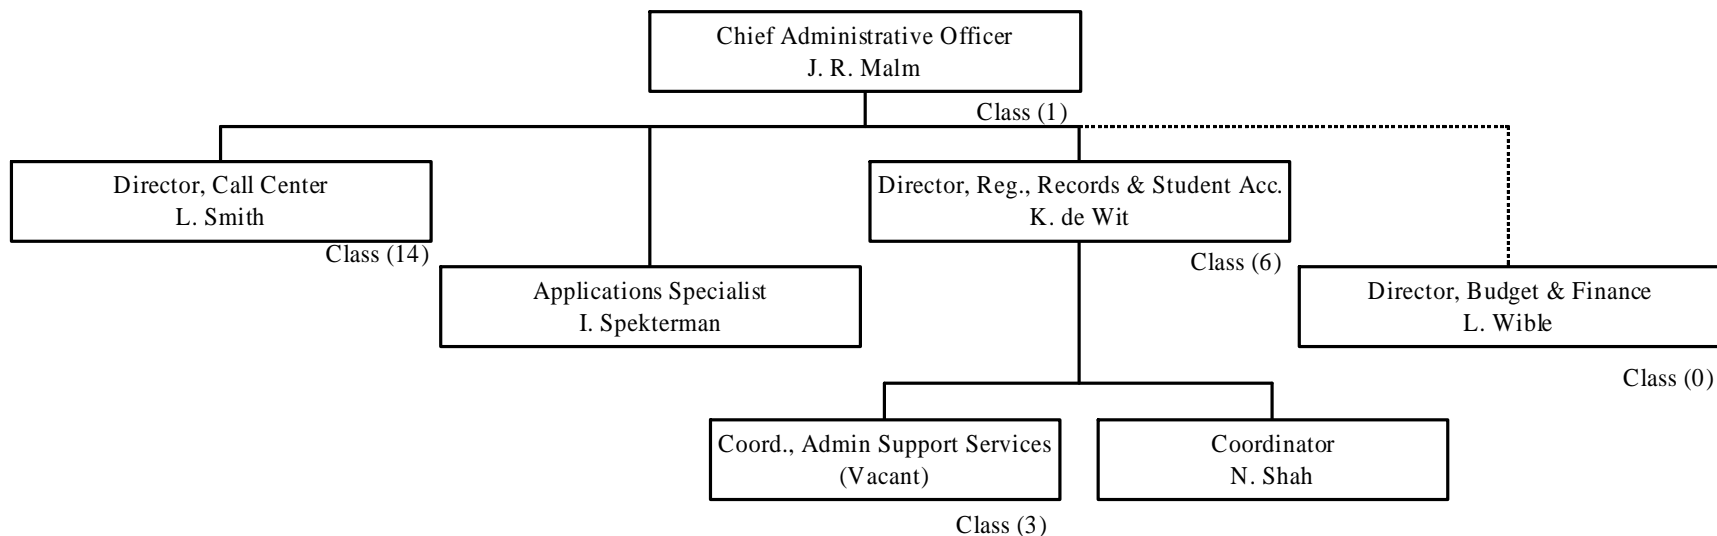 Chief Administrative Officer
J. R. Malm
Class (1)
Director, Call Center
L. Smith
Class (14)
Director, Reg., Records & Student Acc.
K. de Wit
Class (6)
Applications Specialist
I. Spekterman
Director, Budget & Finance
L. Wible
Class (0)
Coord., Admin Support Services
(Vacant)
Class (3)
Coordinator
N. Shah